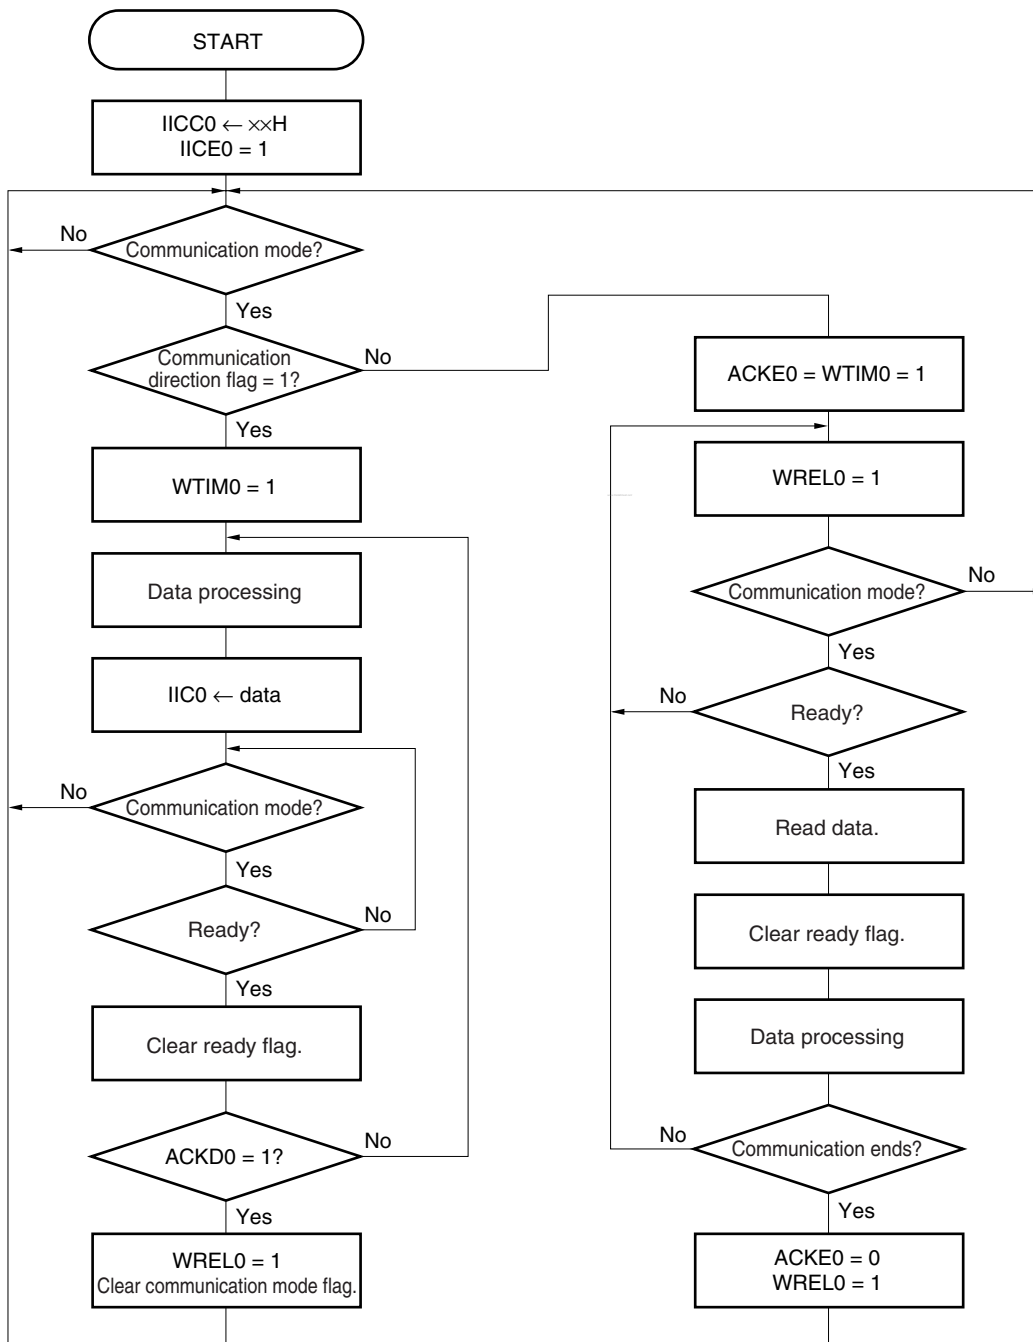 START
IICC0 ← ××H
IICE0 = 1
No
Communication mode?
Yes
Communication
direction flag = 1?
No
Yes
WTIM0 = 1
Data processing
IIC0 ← data
No
Communication mode?
Yes
Ready?
No
Yes
Clear ready flag.
ACKD0 = 1?
No
Yes
WREL0 = 1
Clear communication mode flag.
ACKE0 = WTIM0 = 1
WREL0 = 1
Communication mode?
No
Yes
No
Ready?
Yes
Read data.
Clear ready flag.
Data processing
No
Communication ends?
Yes
ACKE0 = 0
WREL0 = 1